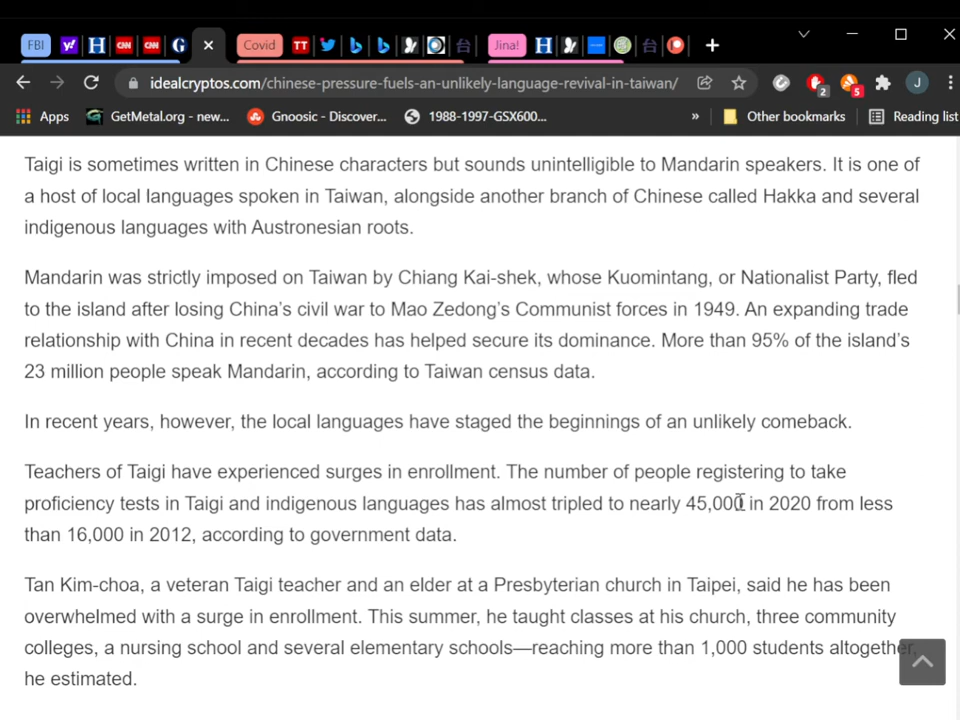 FBI
Covid
TT
Jina!
idealcryptos.com/chinese-pressure-fuels-an-unlikely-language-revival-in-taiwan/
2
5
J
Apps
GetMetal.org - new...
Gnoosic - Discover...
1988-1997-GSX600...
»
Other bookmarks
Reading list
Taigi is sometimes written in Chinese characters but sounds unintelligible to Mandarin speakers. It is one of
a host of local languages spoken in Taiwan, alongside another branch of Chinese called Hakka and several
indigenous languages with Austronesian roots.
Mandarin was strictly imposed on Taiwan by Chiang Kai-shek, whose Kuomintang, or Nationalist Party, fled
to the island after losing China’s civil war to Mao Zedong’s Communist forces in 1949. An expanding trade
relationship with China in recent decades has helped secure its dominance. More than 95% of the island’s
23 million people speak Mandarin, according to Taiwan census data.
In recent years, however, the local languages have staged the beginnings of an unlikely comeback.
Teachers of Taigi have experienced surges in enrollment. The number of people registering to take
proficiency tests in Taigi and indigenous languages has almost tripled to nearly 45,000 in 2020 from less
than 16,000 in 2012, according to government data.
Tan Kim-choa, a veteran Taigi teacher and an elder at a Presbyterian church in Taipei, said he has been
overwhelmed with a surge in enrollment. This summer, he taught classes at his church, three community
colleges, a nursing school and several elementary schools—reaching more than 1,000 students altogether,
he estimated.